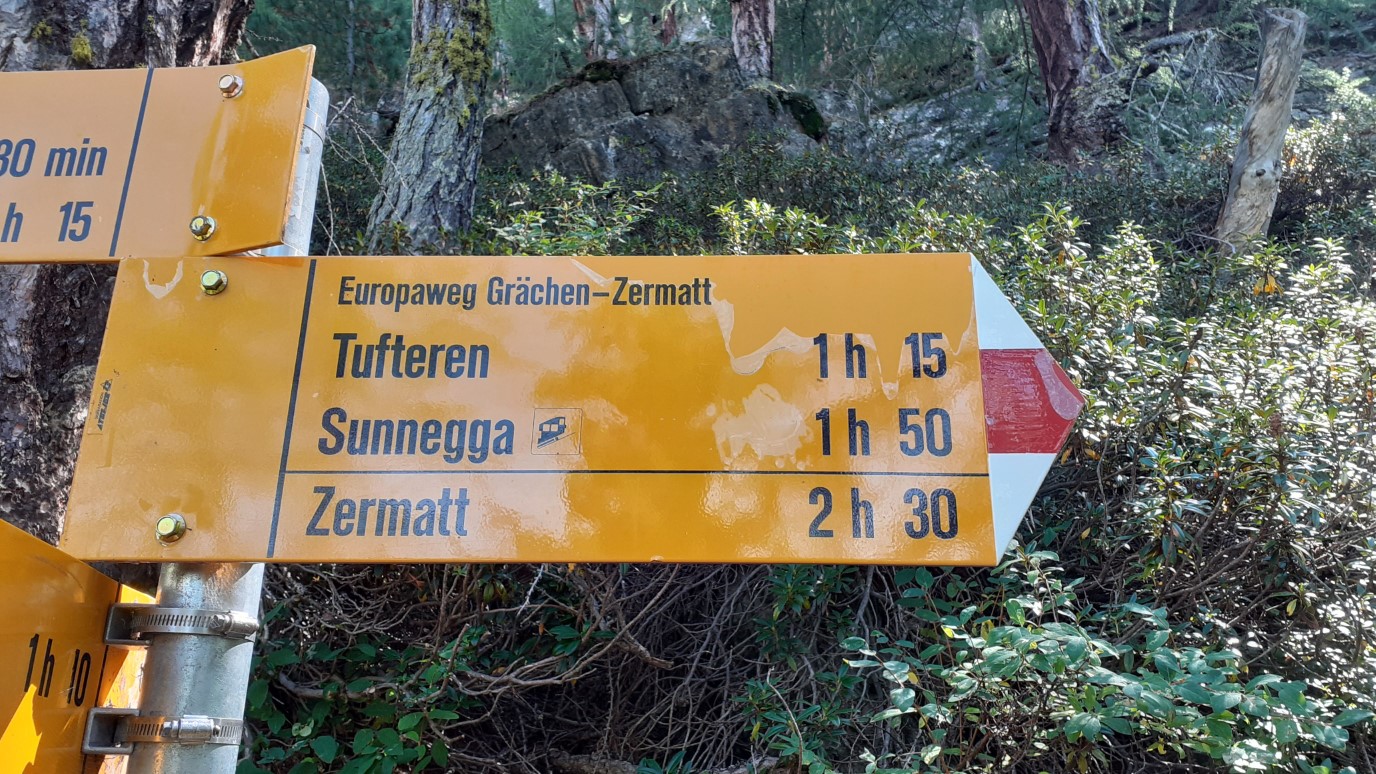 30 min
h 15
Europaweg Grächen–Zermatt
Tufteren 1 h 15
Sunnegga 1 h 50
Zermatt 2 h 30
1 h 10